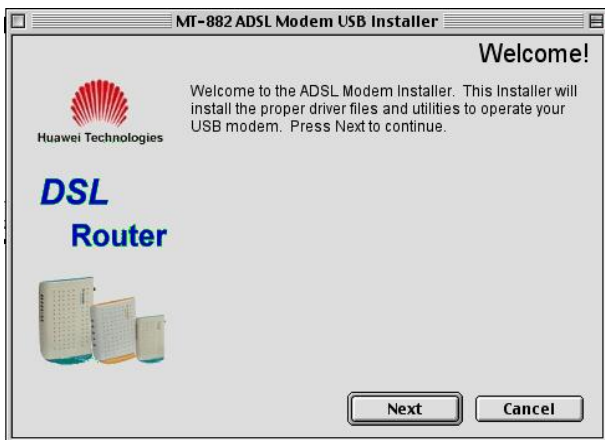 MT-882 ADSL Modem USB Installer
Welcome!
Welcome to the ADSL Modem Installer. This Installer will
install the proper driver files and utilities to operate your
USB modem. Press Next to continue.
Huawei Technologies
DSL
Router
Next
Cancel